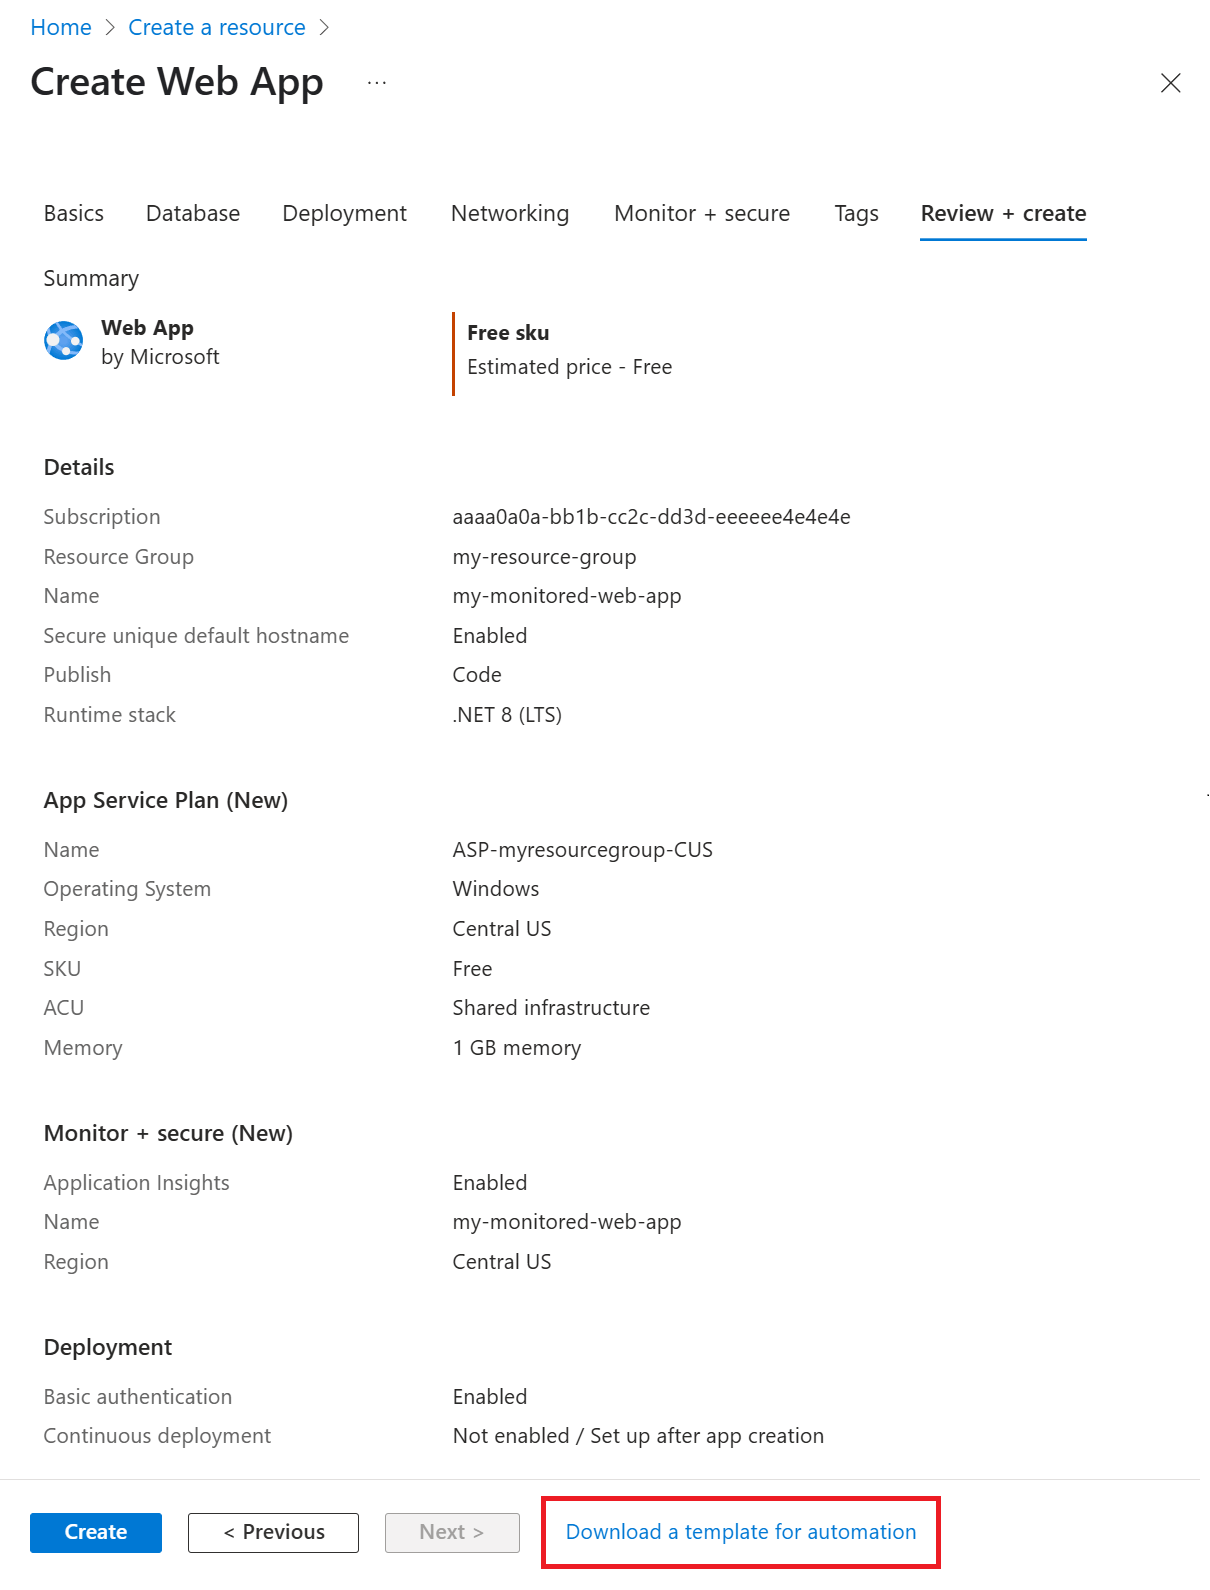 Home > Create a resource >
Create Web App ...
Basics Database Deployment Networking Monitor + secure Tags Review + create
Summary
Web App
by Microsoft
Free sku
Estimated price - Free
Details
Subscription aaaa0a0a-bb1b-cc2c-dd3d-eeeeee4e4e4e
Resource Group my-resource-group
Name my-monitored-web-app
Secure unique default hostname Enabled
Publish Code
Runtime stack .NET 8 (LTS)
App Service Plan (New)
Name ASP-myresourcegroup-CUS
Operating System Windows
Region Central US
SKU Free
ACU Shared infrastructure
Memory 1 GB memory
Monitor + secure (New)
Application Insights Enabled
Name my-monitored-web-app
Region Central US
Deployment
Basic authentication Enabled
Continuous deployment Not enabled / Set up after app creation
Create < Previous Next > Download a template for automation